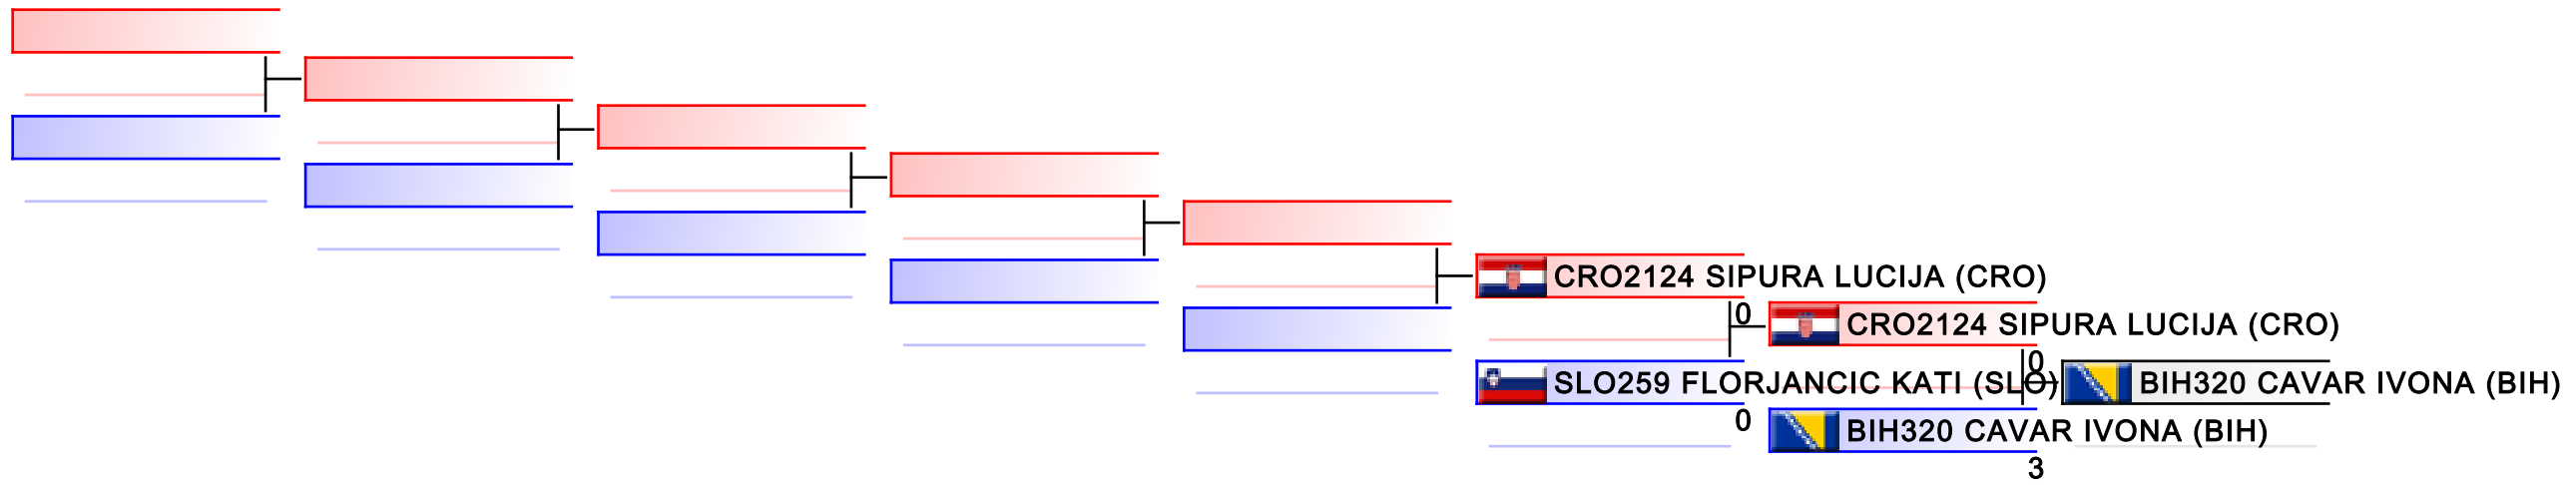 CRO2124 SIPURA LUCIJA (CRO)
0
CRO2124 SIPURA LUCIJA (CRO)
0
SLO259 FLORJANCIC KATI (SLO)
BIH320 CAVAR IVONA (BIH)
0
BIH320 CAVAR IVONA (BIH)
3